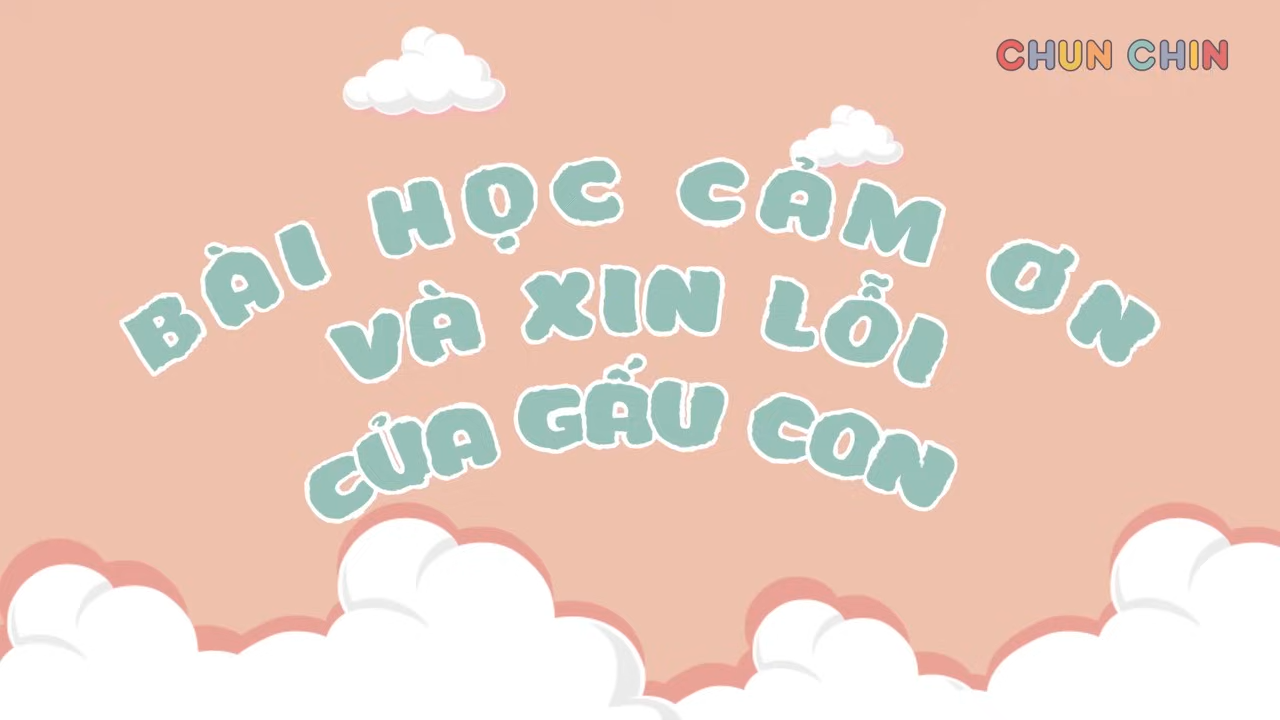 CHUN CHIN
BÀI HỌC CẢM ƠN
VÀ XIN LỖI
CỦA GẤU CON